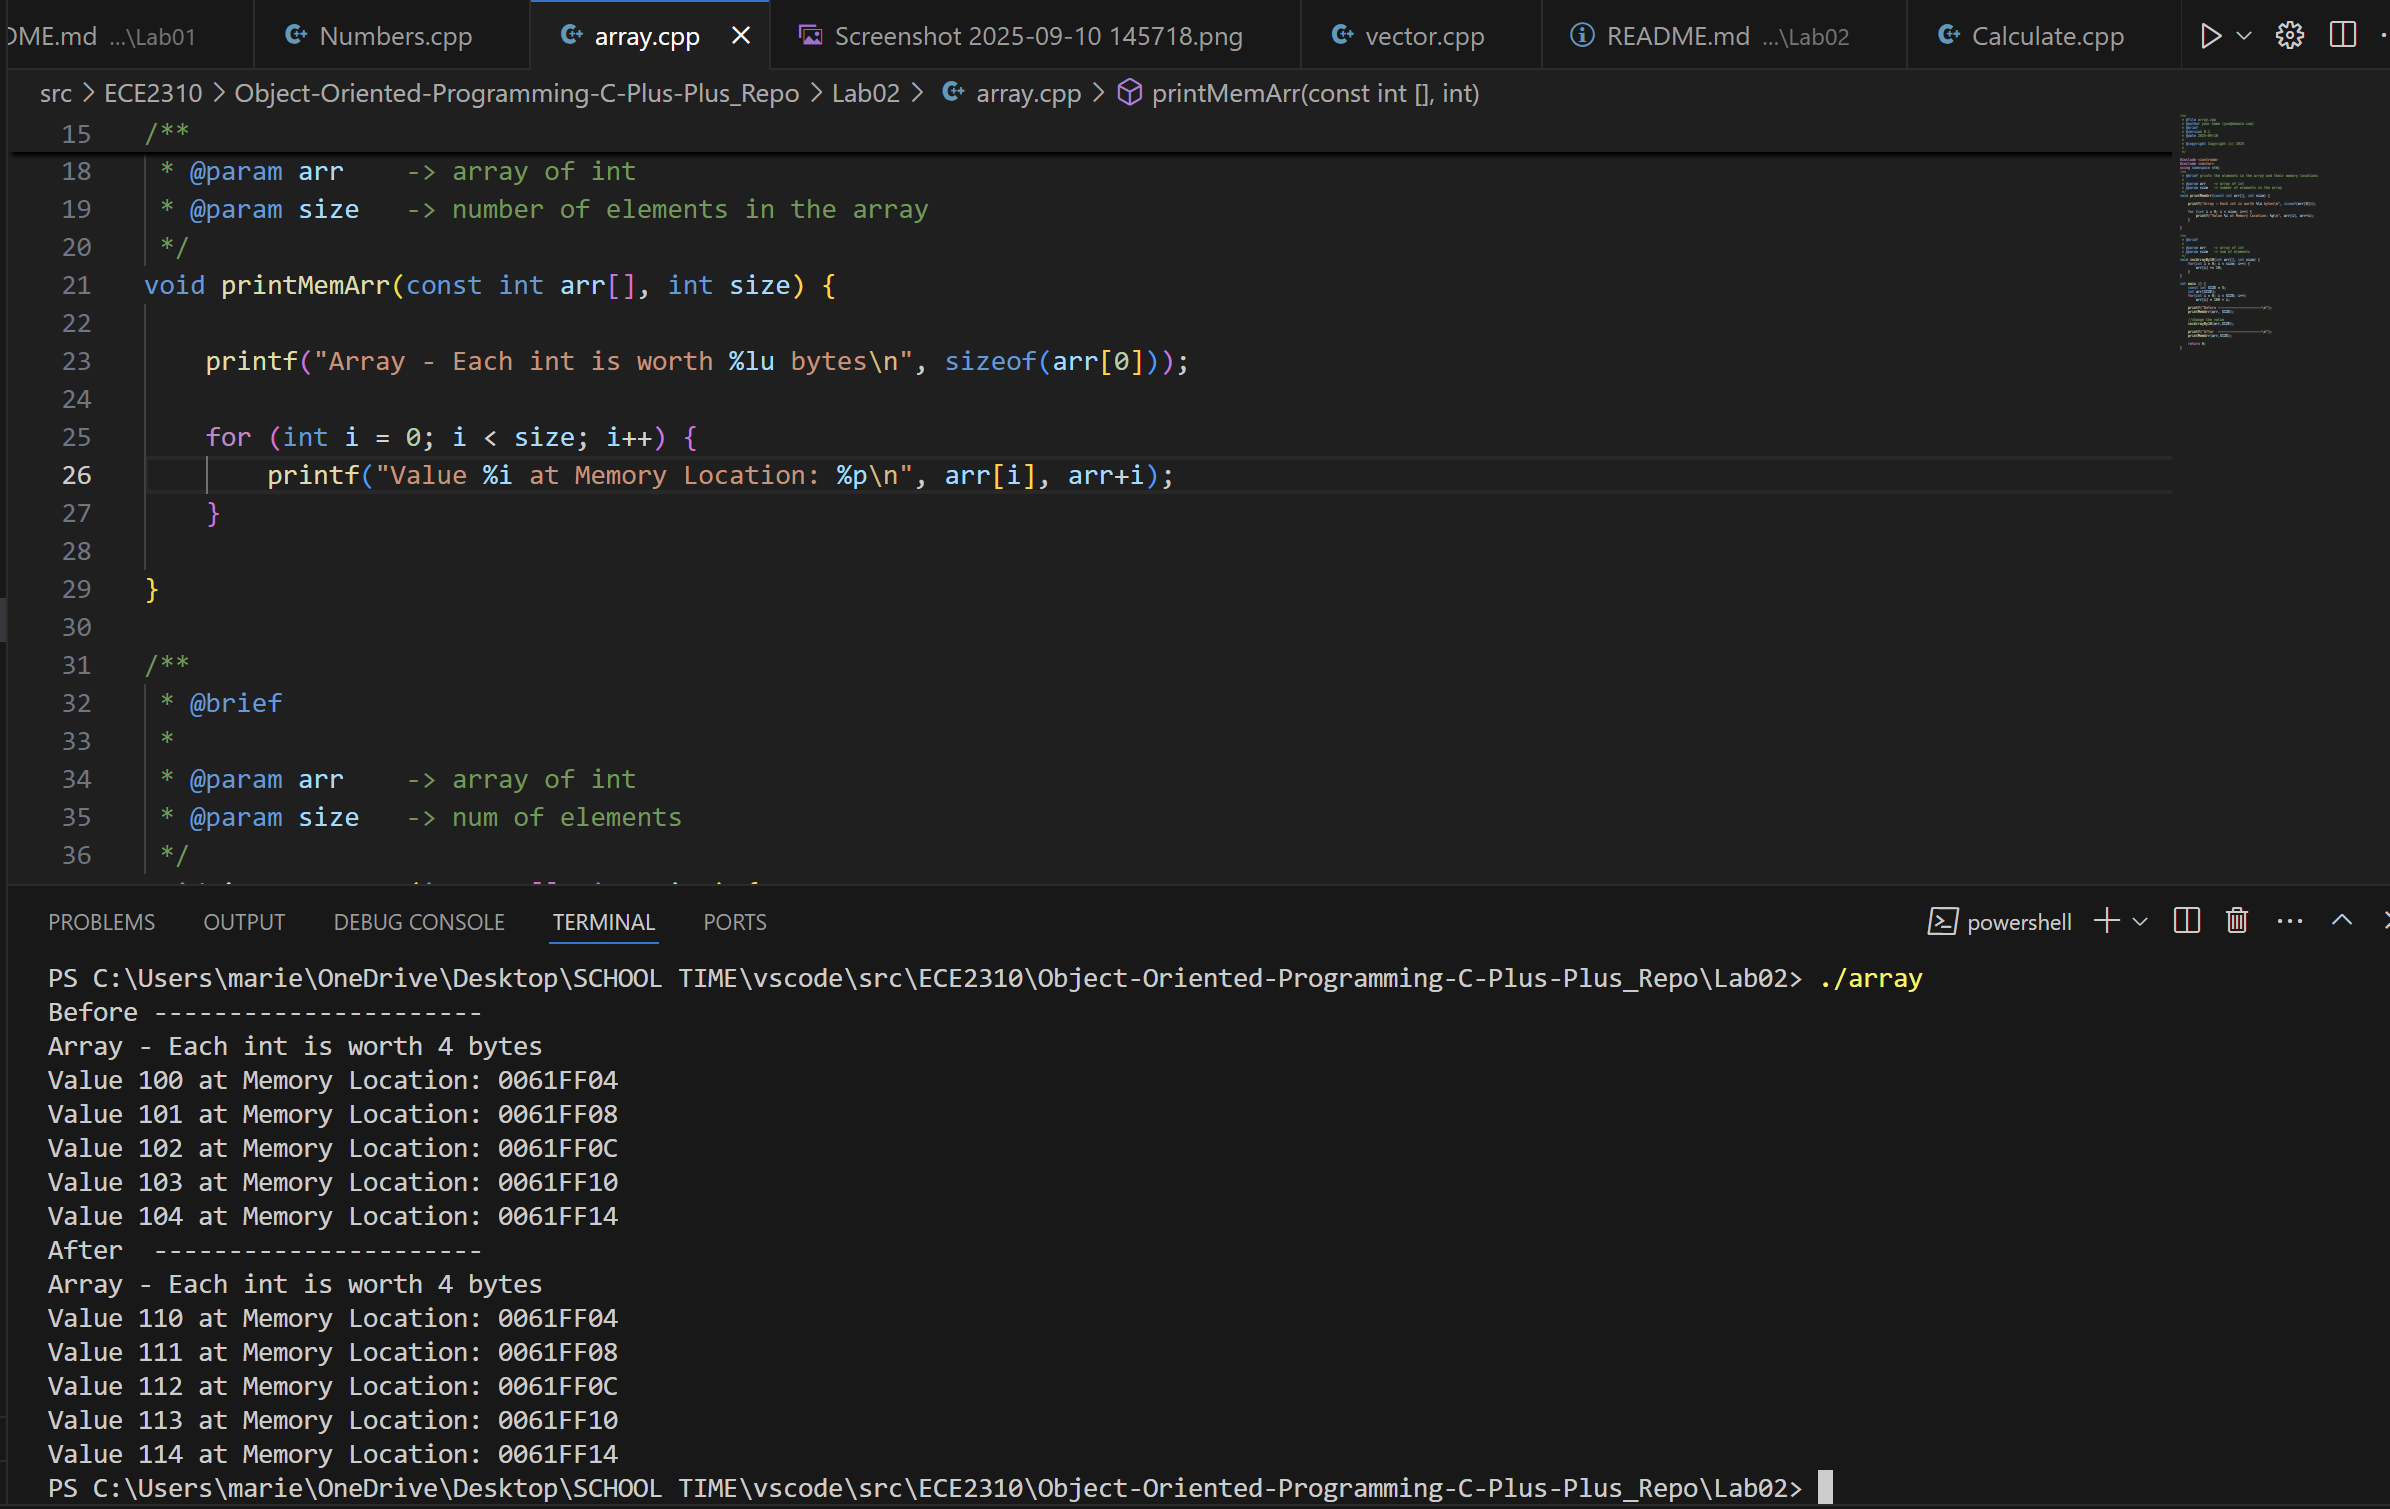 DME.md ...\Lab01 Numbers.cpp array.cpp Screenshot 2025-09-10 145718.png vector.cpp README.md ...\Lab02 Calculate.cpp
src > ECE2310 > Object-Oriented-Programming-C-Plus-Plus_Repo > Lab02 > array.cpp > printMemArr(const int [], int)
15 /**
18 * @param arr    -> array of int
19 * @param size   -> number of elements in the array
20 */
21 void printMemArr(const int arr[], int size) {
22
23     printf("Array - Each int is worth %lu bytes\n", sizeof(arr[0]));
24
25     for (int i = 0; i < size; i++) {
26         printf("Value %i at Memory Location: %p\n", arr[i], arr+i);
27     }
28
29 }
30
31 /**
32 * @brief
33 *
34 * @param arr    -> array of int
35 * @param size   -> num of elements
36 */
PROBLEMS OUTPUT DEBUG CONSOLE TERMINAL PORTS powershell
PS C:\Users\marie\OneDrive\Desktop\SCHOOL TIME\vscode\src\ECE2310\Object-Oriented-Programming-C-Plus-Plus_Repo\Lab02> ./array
Before ----------------------
Array - Each int is worth 4 bytes
Value 100 at Memory Location: 0061FF04
Value 101 at Memory Location: 0061FF08
Value 102 at Memory Location: 0061FF0C
Value 103 at Memory Location: 0061FF10
Value 104 at Memory Location: 0061FF14
After  ----------------------
Array - Each int is worth 4 bytes
Value 110 at Memory Location: 0061FF04
Value 111 at Memory Location: 0061FF08
Value 112 at Memory Location: 0061FF0C
Value 113 at Memory Location: 0061FF10
Value 114 at Memory Location: 0061FF14
PS C:\Users\marie\OneDrive\Desktop\SCHOOL TIME\vscode\src\ECE2310\Object-Oriented-Programming-C-Plus-Plus_Repo\Lab02>